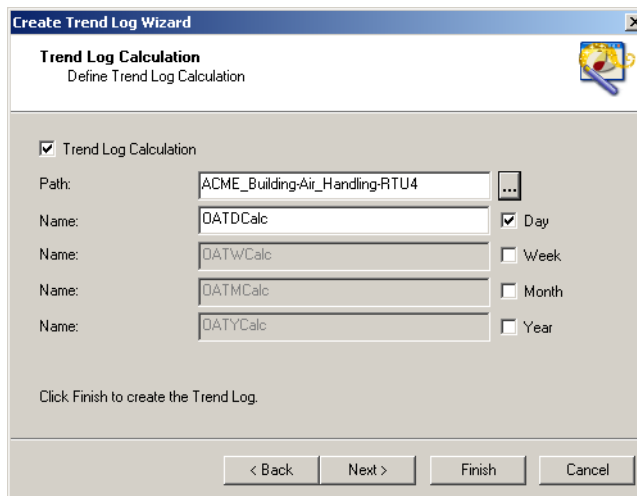 Create Trend Log Wizard
Trend Log Calculation
Define Trend Log Calculation
Trend Log Calculation
Path: ACME_Building-Air_Handling-RTU4 ...
Name: OATDCalc Day
Name: OATWCalc Week
Name: OATMCalc Month
Name: OATYCalc Year
Click Finish to create the Trend Log.
< Back Next > Finish Cancel